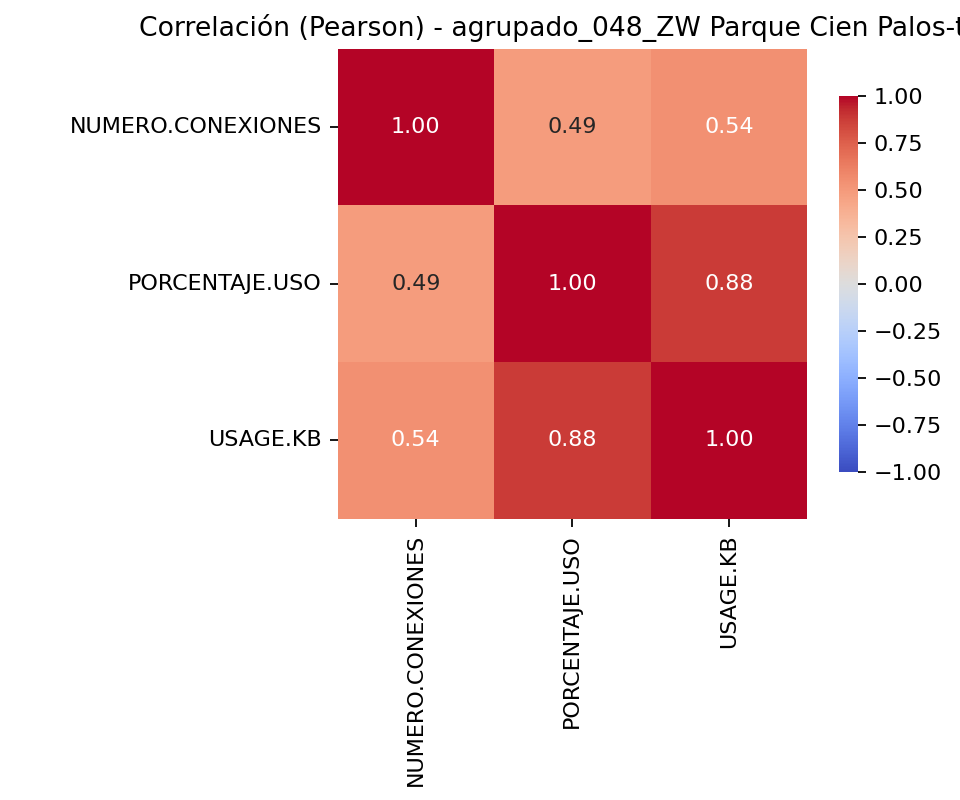 Correlación (Pearson) - agrupado_048_ZW Parque Cien Palos-t
NUMERO.CONEXIONES 1.00 0.49 0.54
PORCENTAJE.USO 0.49 1.00 0.88
USAGE.KB 0.54 0.88 1.00
NUMERO.CONEXIONES
PORCENTAJE.USO
USAGE.KB
1.00
0.75
0.50
0.25
0.00
−0.25
−0.50
−0.75
−1.00